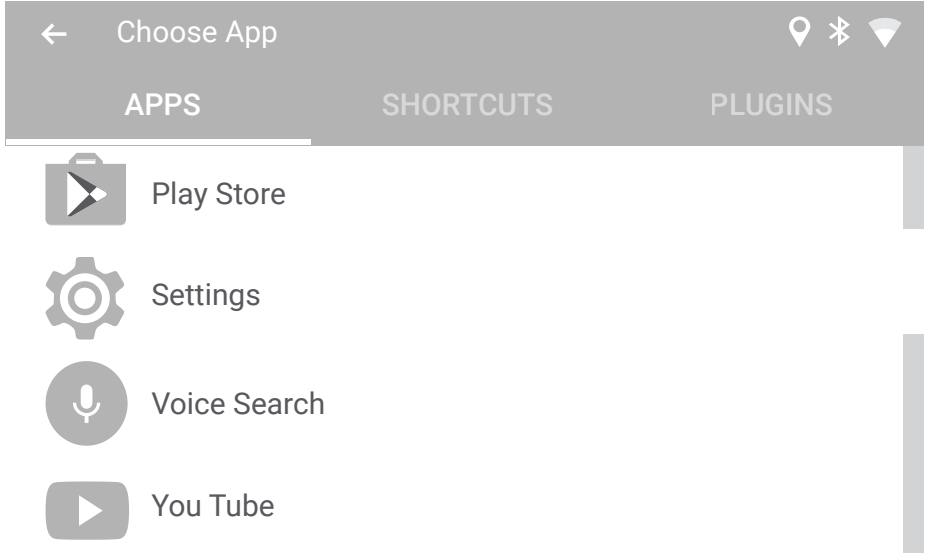 Choose App
APPS SHORTCUTS PLUGINS
Play Store
Settings
Voice Search
You Tube